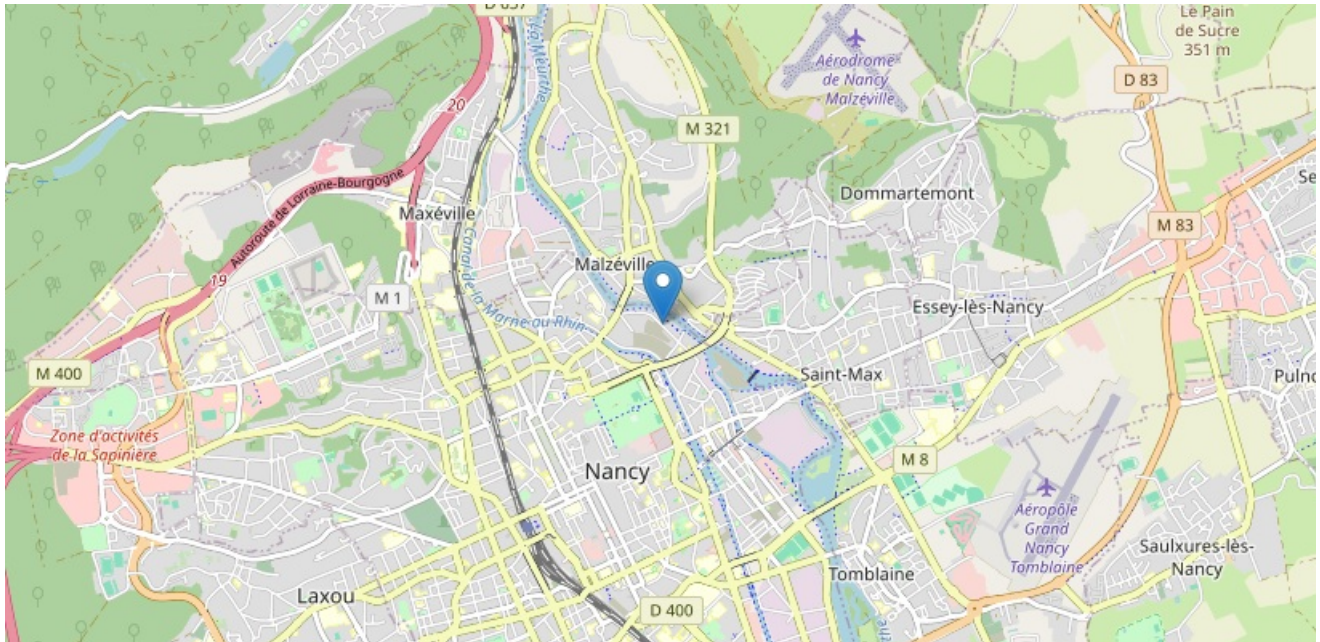 D 837
Le Pain
de Sucre
351 m
La Meurthe
Aérodrome
de Nancy
Malzéville
D 83
20
M 321
Autoroute de Lorraine-Bourgogne
Dommartemont
Se
Maxéville
M 83
19
Canal de la Marne au Rhin
Malzéville
M 1
Essey-lès-Nancy
M 400
Saint-Max
Pulno
Zone d'activités
de la Sapinière
Nancy
M 8
Aéropôle
Grand
Nancy
Tomblaine
Saulxures-lès-
Nancy
Tomblaine
Laxou
D 400